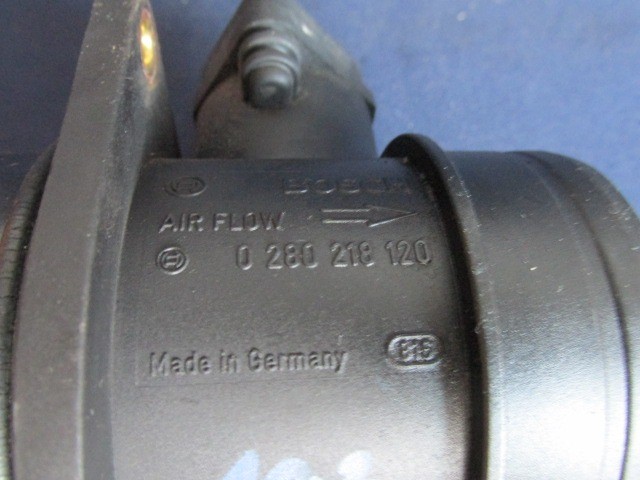 BOSCH
AIR FLOW
0 280 218 120
Made in Germany